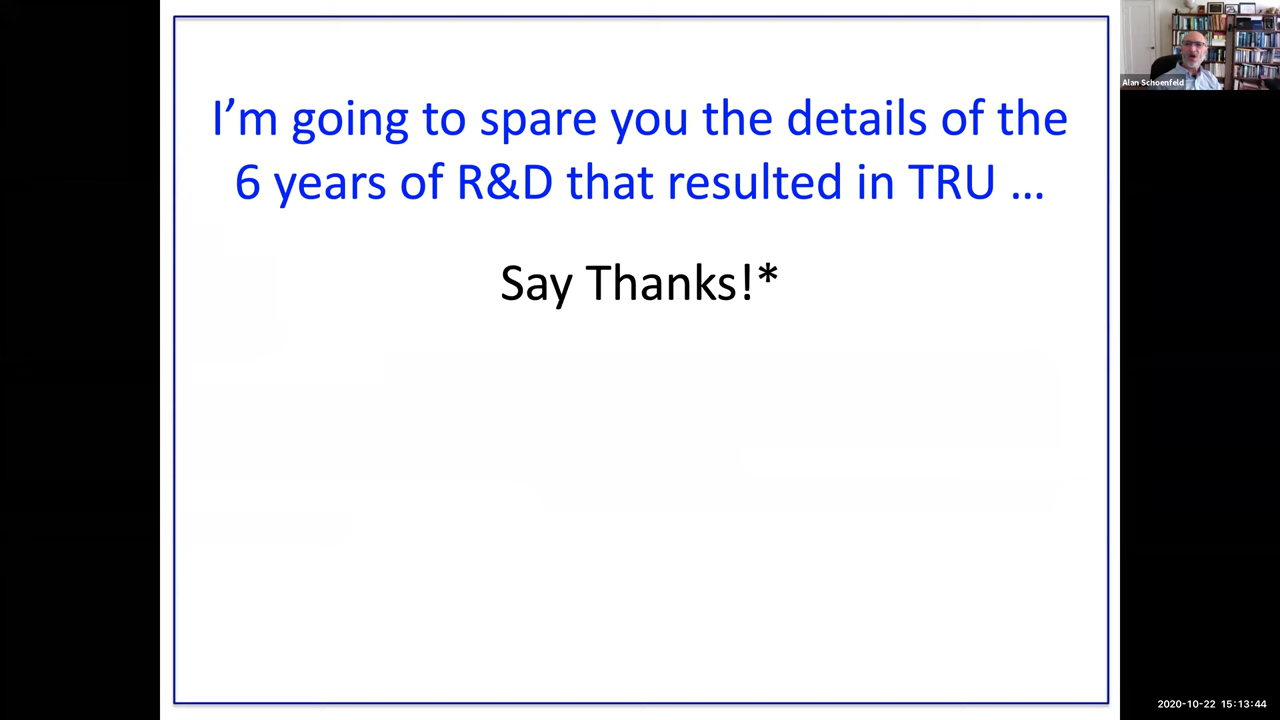 I’m going to spare you the details of the
6 years of R&D that resulted in TRU ...
Say Thanks!*
Alan Schoenfeld
2020-10-22 15:13:44